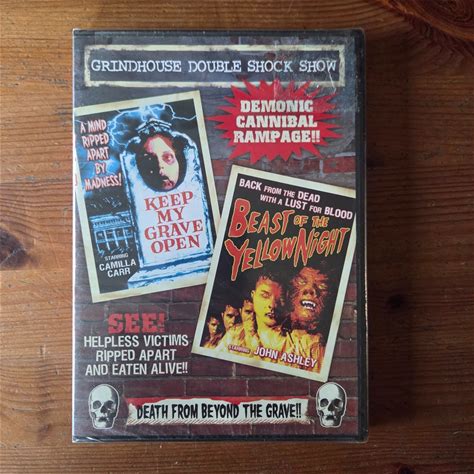 GRINDHOUSE DOUBLE SHOCK SHOW
A MIND
RIPPED
APART
BY
MADNESS!
KEEP
MY
GRAVE
OPEN
STARRING
CAMILLA
CARR
DEMONIC
CANNIBAL
RAMPAGE!!
BACK FROM THE DEAD
WITH A LUST FOR BLOOD
BEAST OF THE
YELLOW NIGHT
STARRING JOHN ASHLEY
SEE!
HELPLESS VICTIMS
RIPPED APART
AND EATEN ALIVE!!
DEATH FROM BEYOND THE GRAVE!!